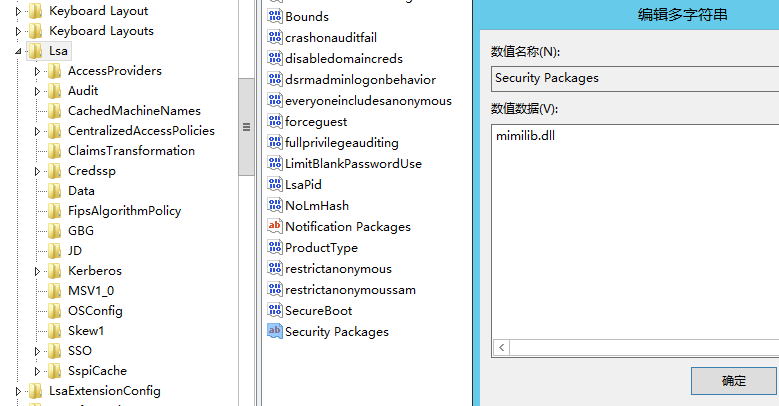 Keyboard Layout
Keyboard Layouts
Lsa
AccessProviders
Audit
CachedMachineNames
CentralizedAccessPolicies
ClaimsTransformation
Credssp
Data
FipsAlgorithmPolicy
GBG
JD
Kerberos
MSV1_0
OSConfig
Skew1
SSO
SspiCache
LsaExtensionConfig
Bounds
crashonauditfail
disabledomaincreds
dsrmadminlogonbehavior
everyoneincludesanonymous
forceguest
fullprivilegeauditing
LimitBlankPasswordUse
LsaPid
NoLmHash
Notification Packages
ProductType
restrictanonymous
restrictanonymoussam
SecureBoot
Security Packages
编辑多字符串
数值名称(N):
Security Packages
数值数据(V):
mimilib.dll
确定